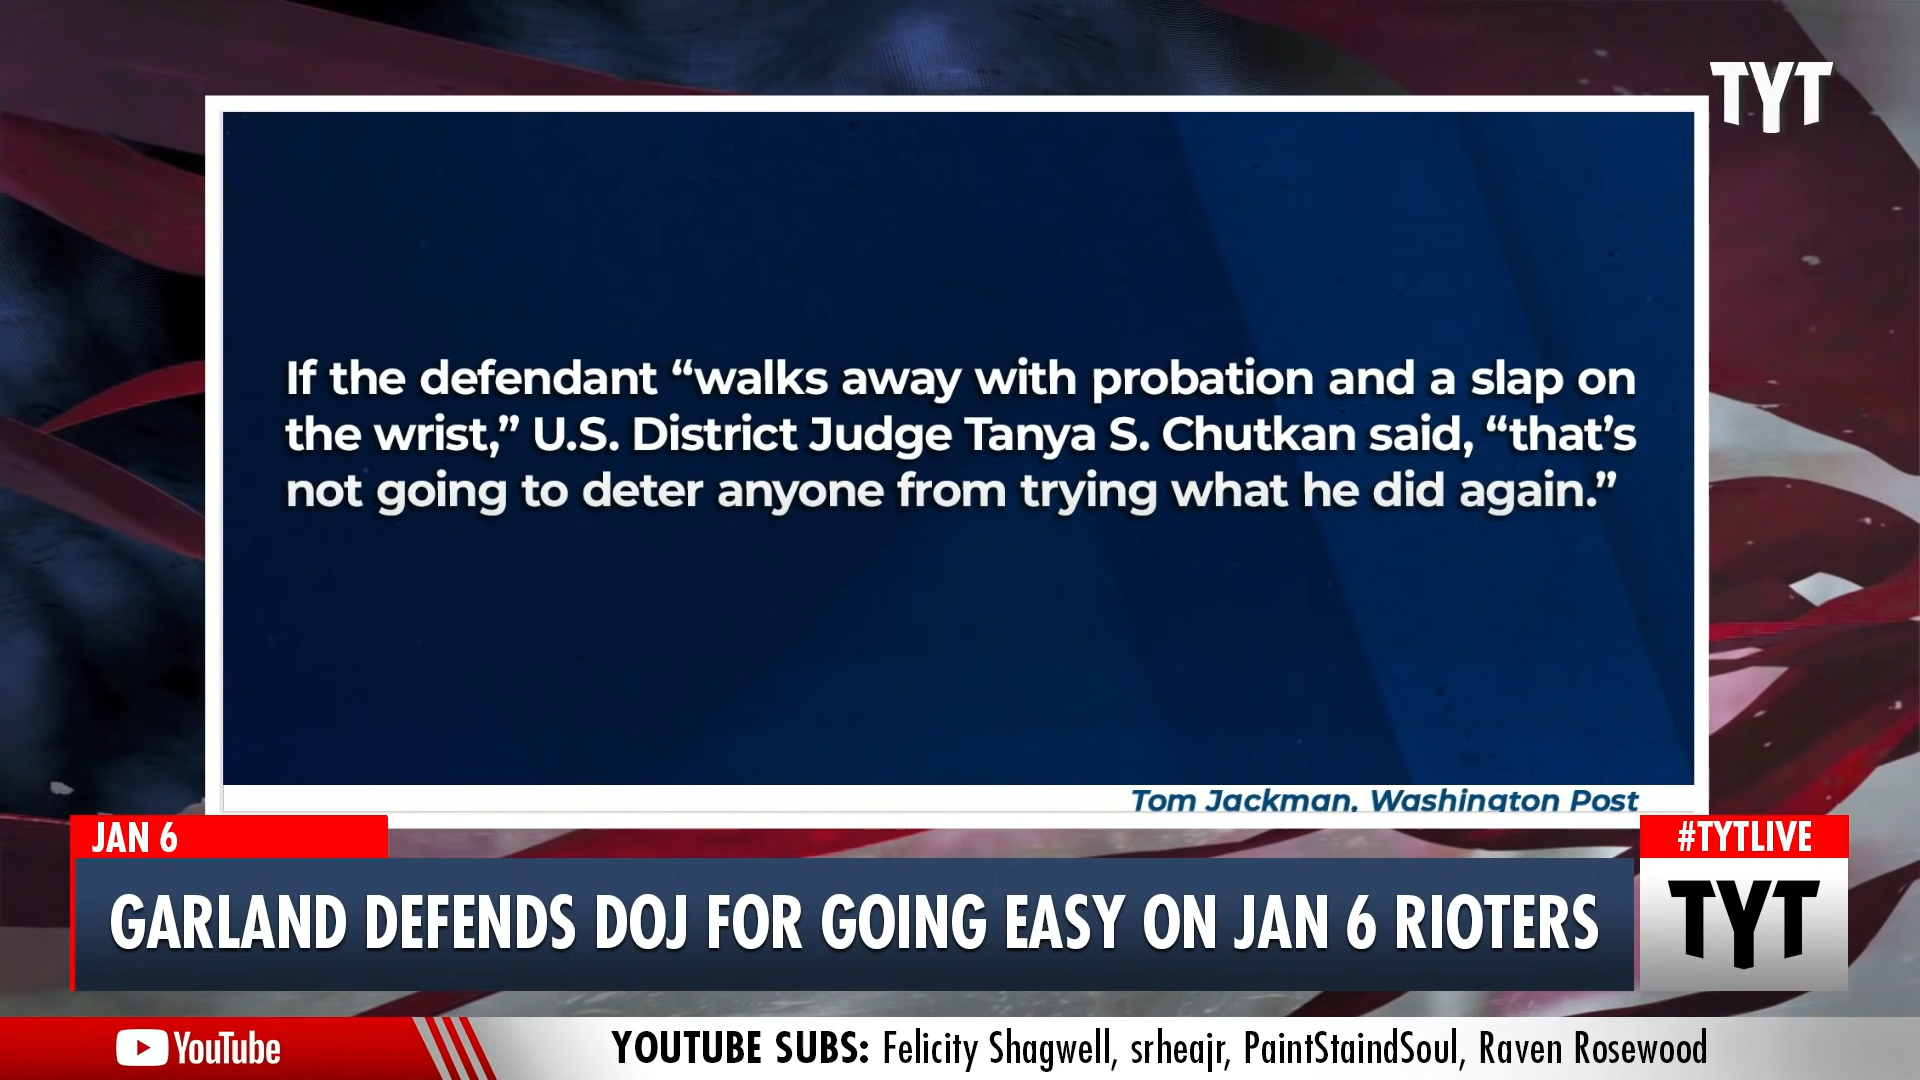 TYT
If the defendant “walks away with probation and a slap on
the wrist,” U.S. District Judge Tanya S. Chutkan said, “that’s
not going to deter anyone from trying what he did again.”
Tom Jackman, Washington Post
JAN 6
#TYTLIVE
GARLAND DEFENDS DOJ FOR GOING EASY ON JAN 6 RIOTERS
TYT
YouTube
YOUTUBE SUBS: Felicity Shagwell, srheajr, PaintStaindSoul, Raven Rosewood